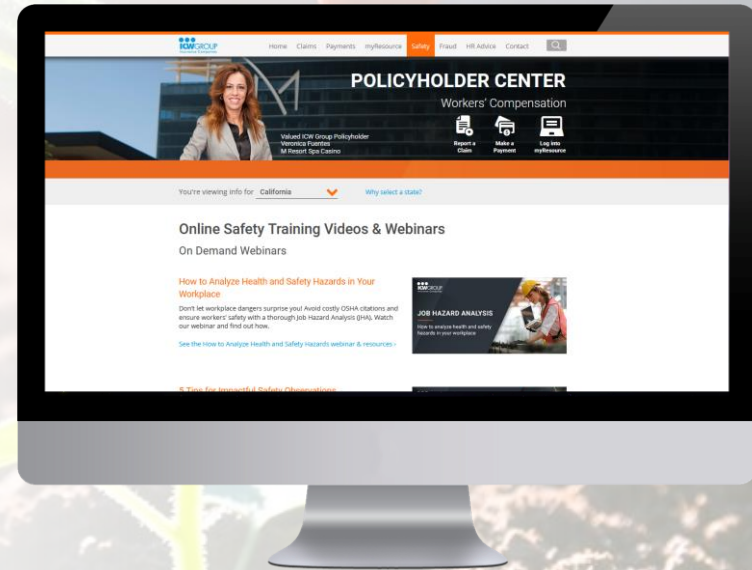 ICWGROUP
Insurance Companies
Home Claims Payments myResource Safety Fraud HR Advice Contact
POLICYHOLDER CENTER
Workers' Compensation
Valued ICW Group Policyholder
Veronica Fuentes
M Resort Spa Casino
Report a
Claim
Make a
Payment
Log into
myResource
You're viewing info for California
Why select a state?
Online Safety Training Videos & Webinars
On Demand Webinars
How to Analyze Health and Safety Hazards in Your
Workplace
Don't let workplace dangers surprise you! Avoid costly OSHA citations and
ensure workers' safety with a thorough Job Hazard Analysis (JHA). Watch
our webinar and find out how.
See the How to Analyze Health and Safety Hazards webinar & resources ›
ICWGROUP
JOB HAZARD ANALYSIS
How to analyze health and safety
hazards in your workplace
5 Tips for Impactful Safety Observations